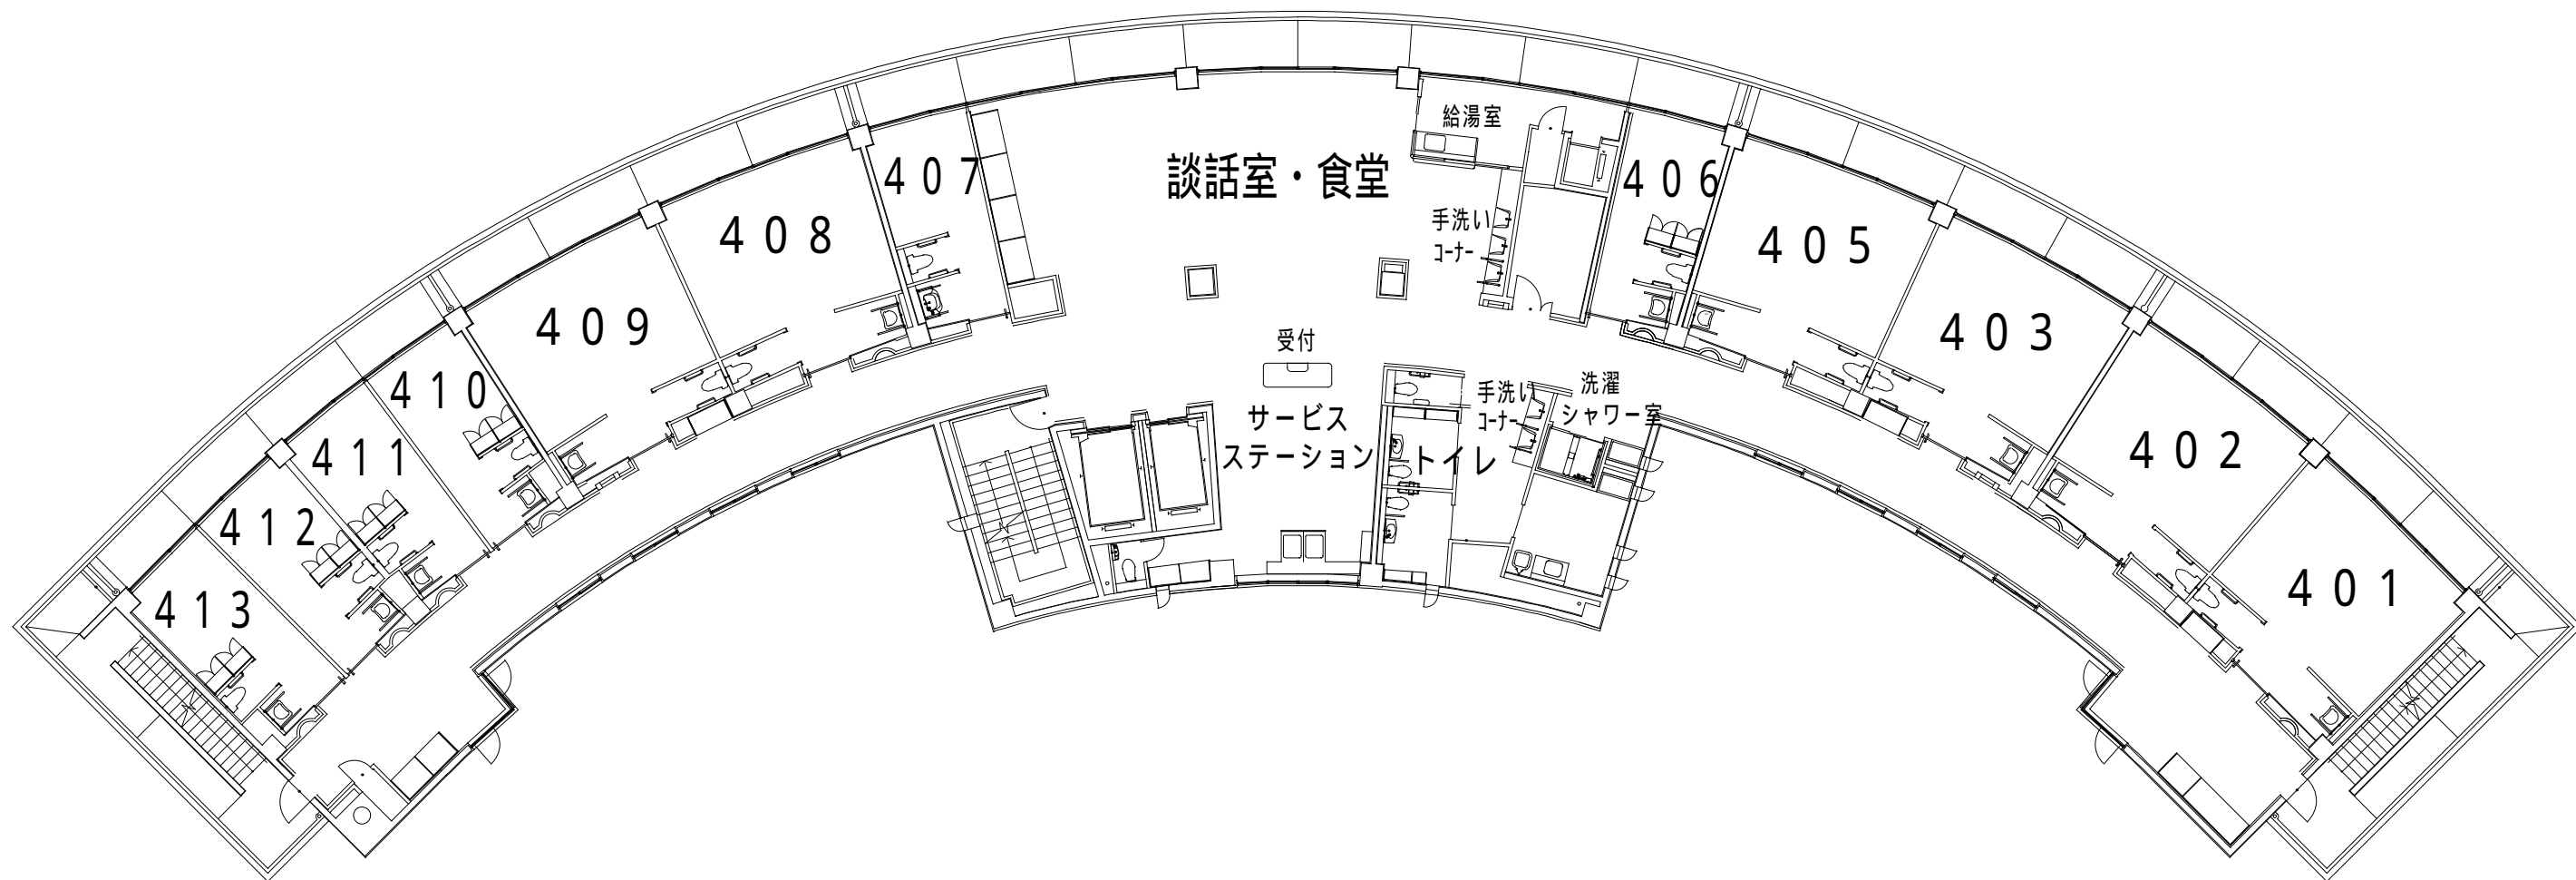 給湯室
談話室・食堂
407
406
408
手洗い
コーナー
405
409
受付
403
410
手洗い
コーナー
洗濯
シャワー室
サービス
ステーション
トイレ
411
402
412
401
413